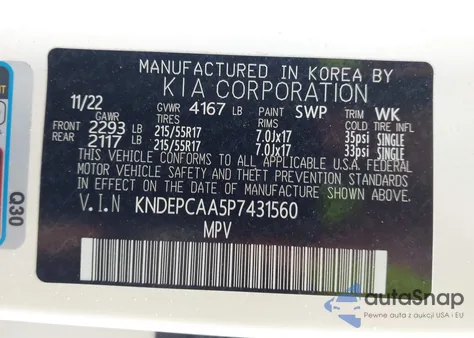 MANUFACTURED IN KOREA BY
KIA CORPORATION
11/22 GVWR 4167 LB PAINT SWP TRIM WK
GAWR TIRES RIMS COLD TIRE INFL
FRONT 2293 LB 215/55R17 7.0Jx17 35psi SINGLE
REAR 2117 LB 215/55R17 7.0Jx17 33psi SINGLE
THIS VEHICLE CONFORMS TO ALL APPLICABLE U.S.A. FEDERAL
MOTOR VEHICLE SAFETY AND BUMPER AND
THEFT PREVENTION STANDARDS IN EFFECT ON
THE DATE OF MANUFACTURE SHOWN ABOVE.
V.I.N KNDEPCAA5P7431560
MPV
Q30
autaSnap
Pewne auta z aukcji USA i EU